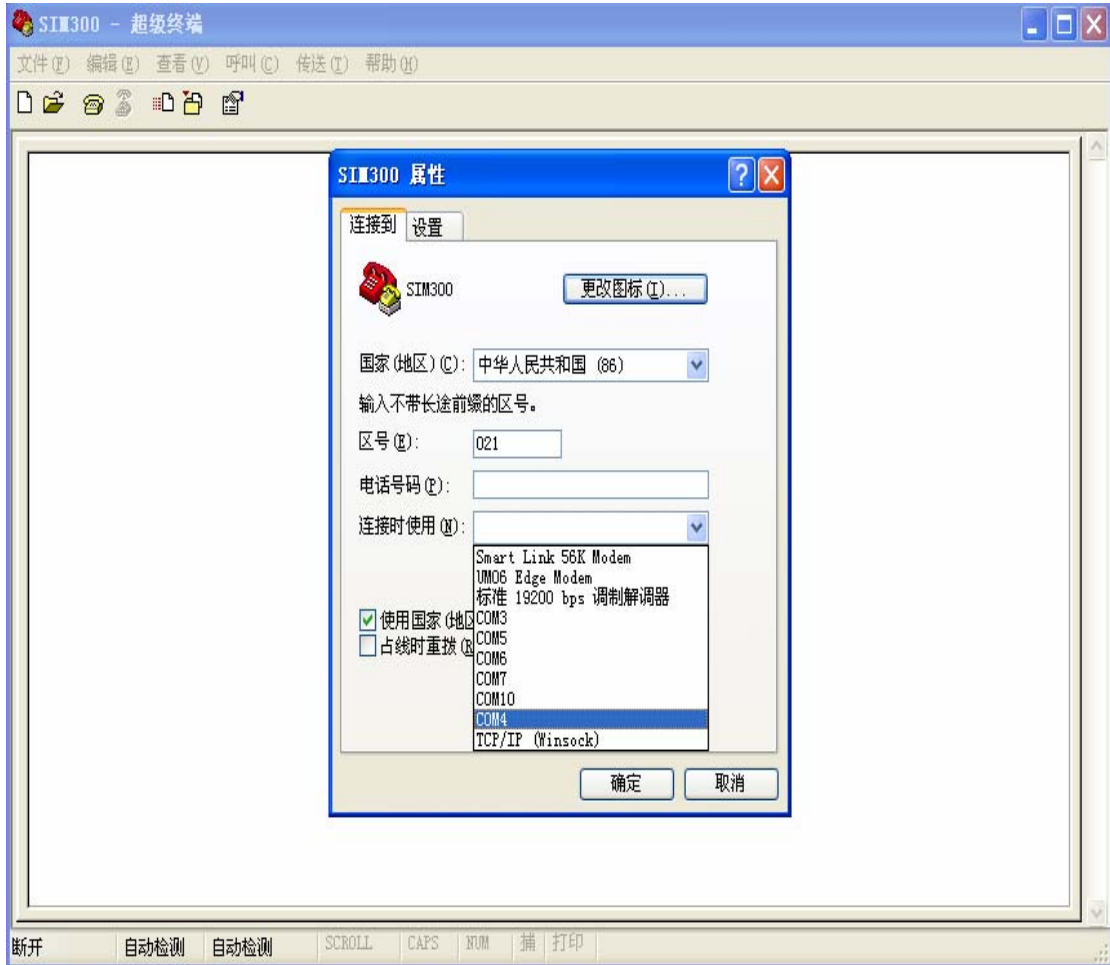 SIM300 - 超级终端
文件(F) 编辑(E) 查看(V) 呼叫(C) 传送(T) 帮助(H)
SIM300 属性
连接到 设置
SIM300 更改图标(I)...
国家(地区)(C): 中华人民共和国 (86)
输入不带长途前缀的区号。
区号(E): 021
电话号码(P):
连接时使用(N):
Smart Link 56K Modem
UMO6 Edge Modem
标准 19200 bps 调制解调器
使用国家(地区 COM3
占线时重拨(R COM5
COM6
COM7
COM10
COM4
TCP/IP (Winsock)
确定 取消
断开 自动检测 自动检测 SCROLL CAPS NUM 捕 打印